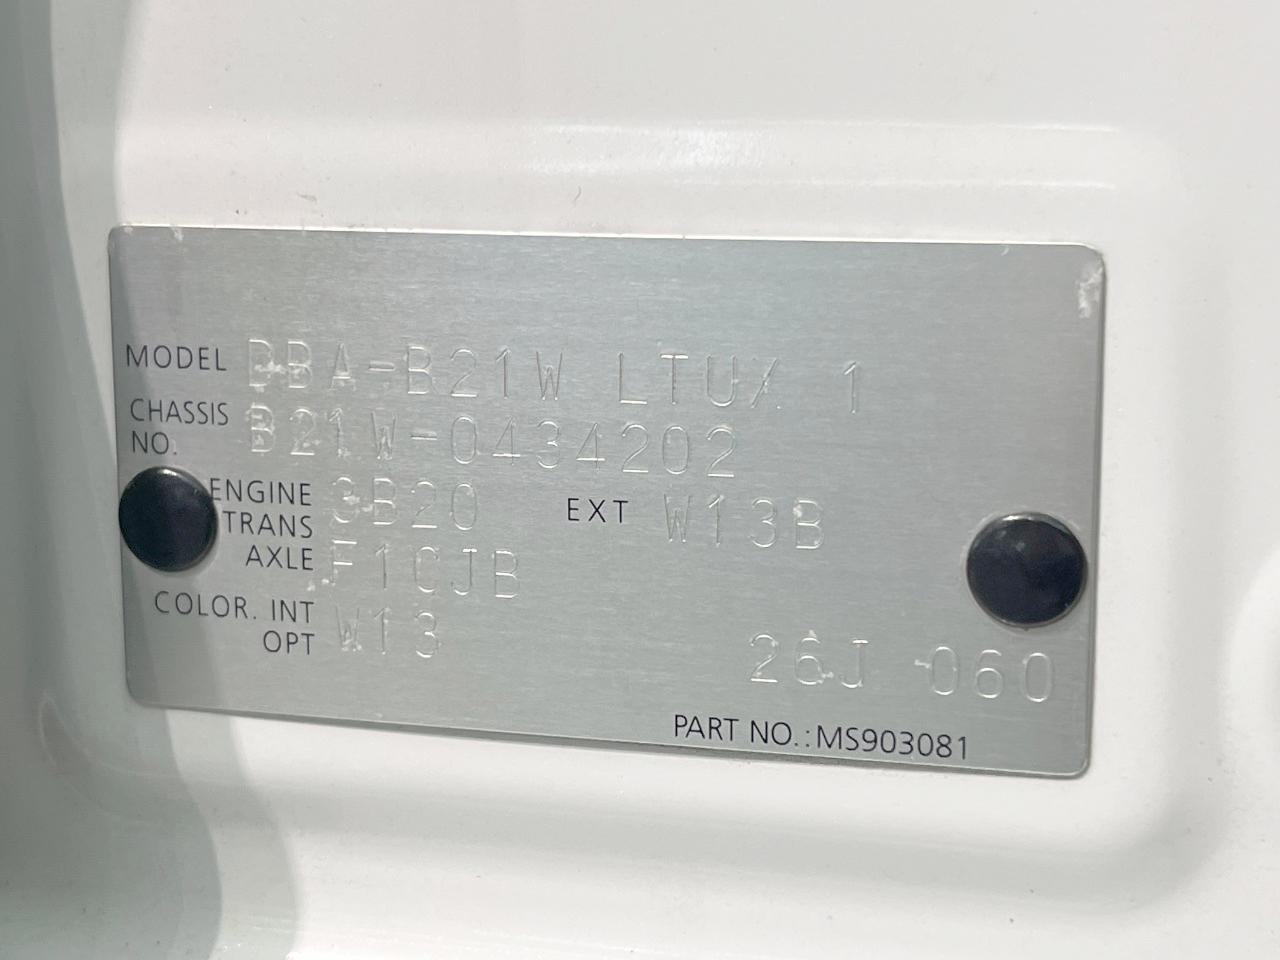 MODEL DBA-B21W LTUX 1
CHASSIS NO. B21W-0434202
ENGINE 3B20 EXT W13B
TRANS AXLE F1CJB
COLOR. INT OPT W13
26J 060
PART NO.:MS903081